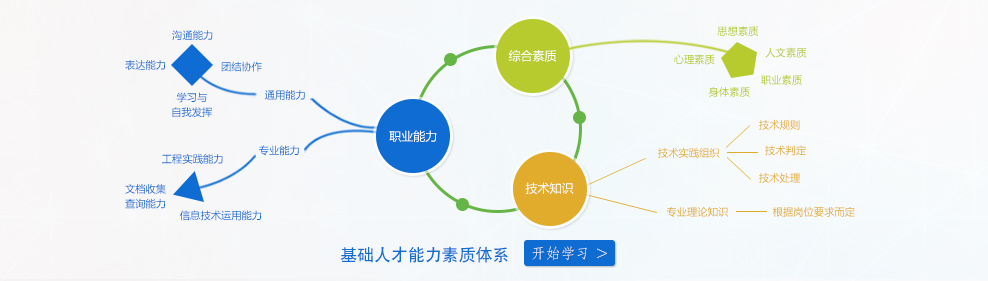 沟通能力
表达能力
团结协作
学习与
自我发挥
通用能力
专业能力
工程实践能力
文档收集
查询能力
信息技术运用能力
职业能力
综合素质
思想素质
心理素质
人文素质
职业素质
身体素质
技术知识
技术实践组织
技术规则
技术判定
技术处理
专业理论知识
根据岗位要求而定
基础人才能力素质体系
开始学习 >